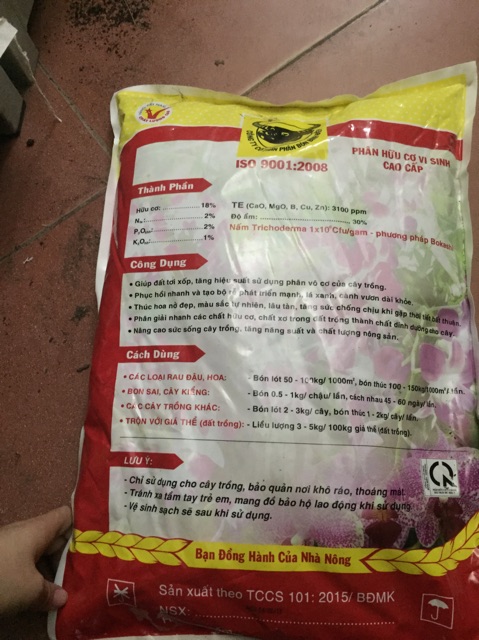 ISO 9001:2008
PHÂN HỮU CƠ VI SINH
CAO CẤP
Thành Phần
Hữu cơ: 18%
N: 2%
P₂O: 2%
K₂O: 1%
TE (CaO, MgO, B, Cu, Zn): 3100 ppm
Độ ẩm: 30%
Nấm Trichoderma 1x10⁶Cfu/gam - phương pháp Bokashi
Công Dụng
• Giúp đất tơi xốp, tăng hiệu suất sử dụng phân vô cơ của cây trồng.
• Phục hồi nhanh và tạo bộ rễ phát triển mạnh, lá xanh, cành vươn dài khỏe.
• Thúc hoa nở đẹp, màu sắc tự nhiên, lâu tàn, tăng sức chống chịu khi gặp thời tiết bất thuận.
• Phân giải nhanh các chất hữu cơ, chất xơ trong đất trồng thành chất dinh dưỡng cho cây.
• Nâng cao sức sống cây trồng, tăng năng suất và chất lượng nông sản.
Cách Dùng
• CÁC LOẠI RAU ĐẬU, HOA: - Bón lót 50 - 100kg/ 1000m², bón thúc 100 - 150kg/1000m²/ lần.
• BON SAI, CÂY KIỂNG: - Bón 0.5 - 1kg/ chậu/ lần, cách nhau 45 - 60 ngày/ lần.
• CÁC CÂY TRỒNG KHÁC: - Bón lót 2 - 3kg/ cây, bón thúc 1 - 2kg/ cây/ lần.
• TRỘN VỚI GIÁ THỂ (đất trồng): - Liều lượng 3 - 5kg/ 100kg giá thể (đất trồng).
LƯU Ý:
- Chỉ sử dụng cho cây trồng, bảo quản nơi khô ráo, thoáng mát.
- Tránh xa tầm tay trẻ em, mang đồ bảo hộ lao động khi sử dụng.
- Vệ sinh sạch sẽ sau khi sử dụng.
Bạn Đồng Hành Của Nhà Nông
Sản xuất theo TCCS 101: 2015/ BĐMK
NSX: